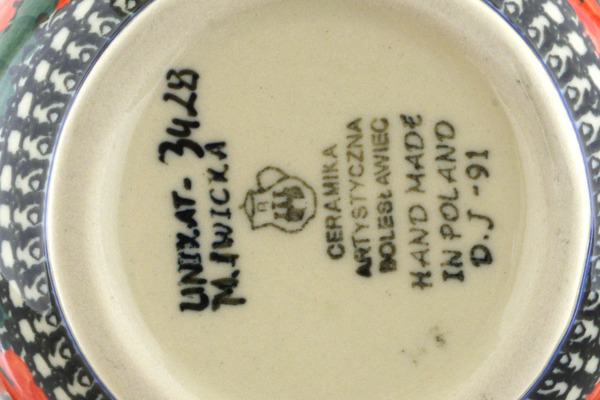 UNIKAT-3428
M.IWICKA
CERAMIKA
ARTYSTYCZNA
BOLESŁAWIEC
HAND MADE
IN POLAND
D.J-91